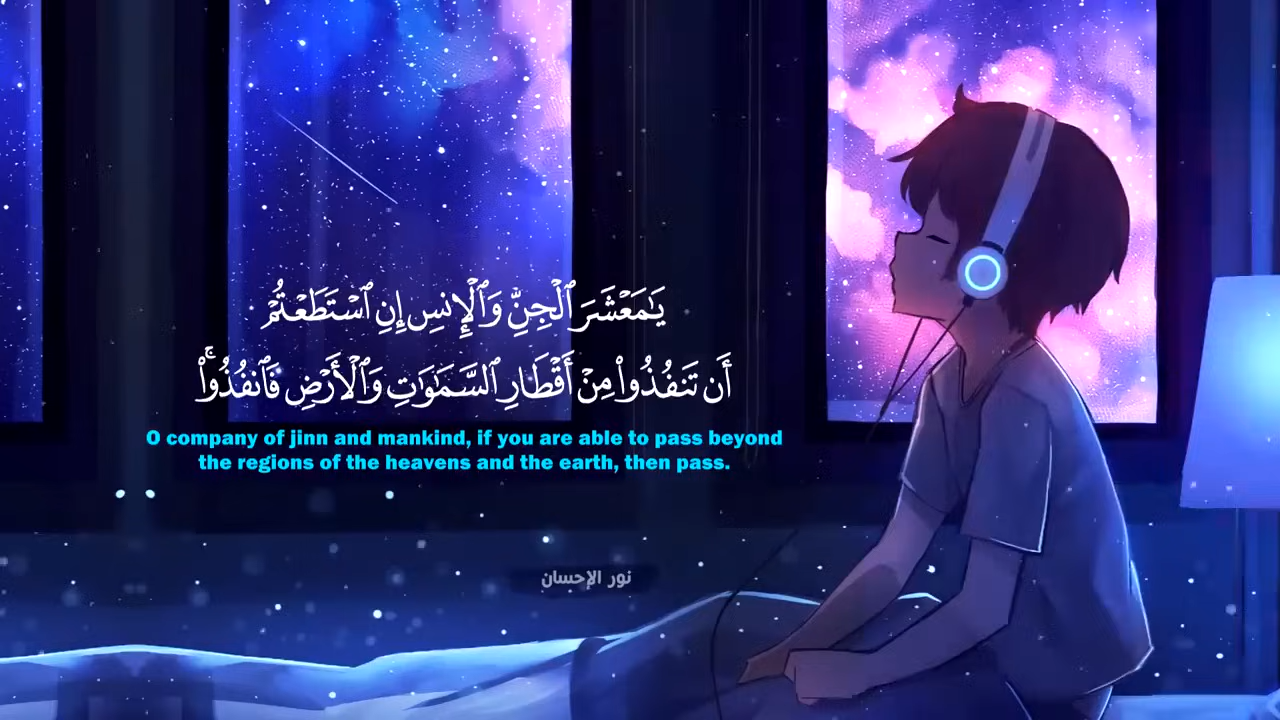 يَـٰمَعْشَرَ ٱلْجِنِّ وَٱلْإِنسِ إِنِ ٱسْتَطَعْتُمْ
أَن تَنفُذُوا۟ مِنْ أَقْطَارِ ٱلسَّمَـٰوَٰتِ وَٱلْأَرْضِ فَٱنفُذُوا۟ ۚ
O company of jinn and mankind, if you are able to pass beyond
the regions of the heavens and the earth, then pass.
نور الإحسان